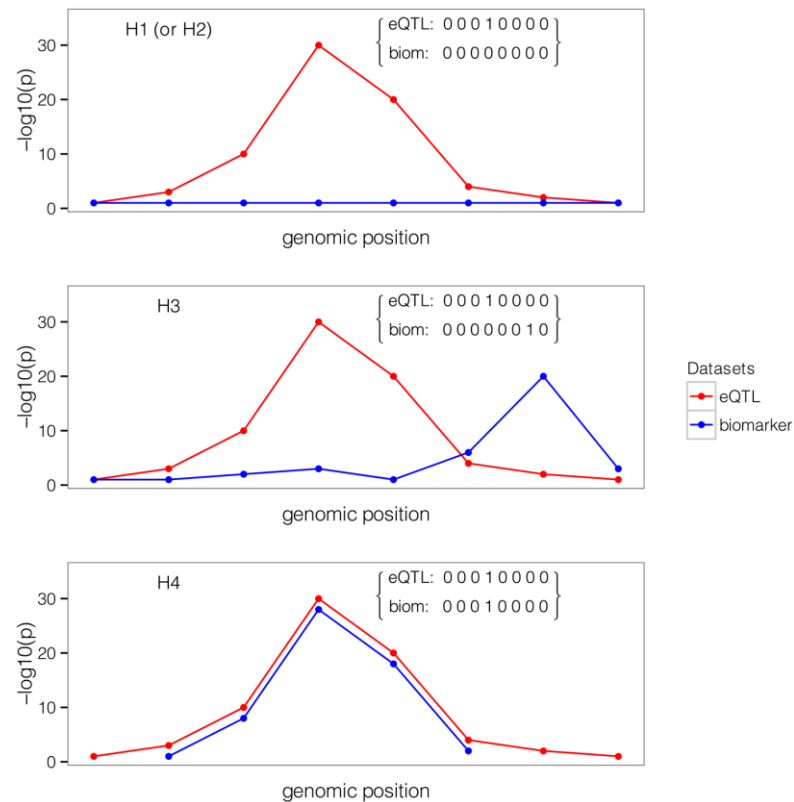 H1 (or H2)
eQTL: 0 0 0 1 0 0 0 0
biom: 0 0 0 0 0 0 0 0
30
20
10
0
−log10(p)
genomic position
H3
eQTL: 0 0 0 1 0 0 0 0
biom: 0 0 0 0 0 0 1 0
30
20
10
0
−log10(p)
genomic position
Datasets
eQTL
biomarker
H4
eQTL: 0 0 0 1 0 0 0 0
biom: 0 0 0 1 0 0 0 0
30
20
10
0
−log10(p)
genomic position